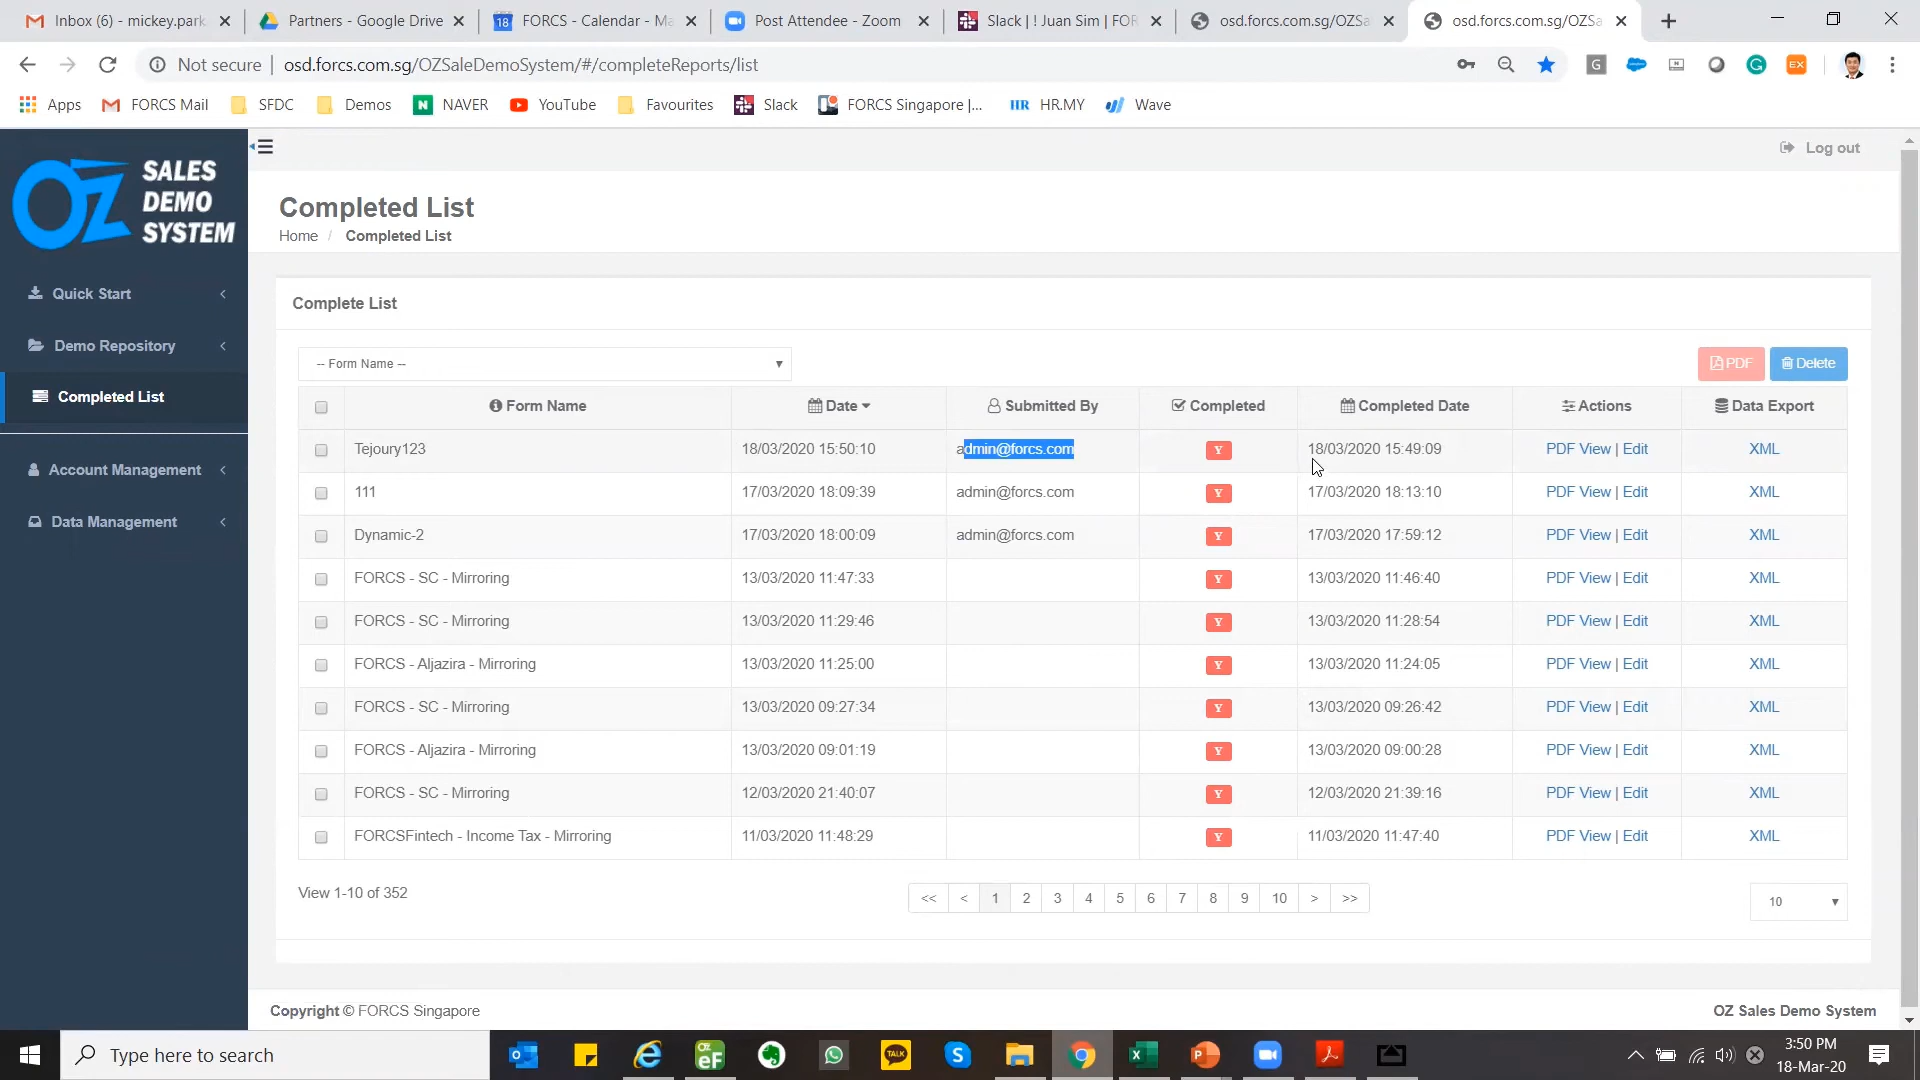 Inbox (6) - mickey.park
Partners - Google Drive
18 FORCS - Calendar - Ma
Post Attendee - Zoom
Slack | ! Juan Sim | FOR
osd.forcs.com.sg/OZSa
osd.forcs.com.sg/OZSa
Not secure | osd.forcs.com.sg/OZSaleDemoSystem/#/completeReports/list
G EX
Apps FORCS Mail SFDC Demos N NAVER YouTube Favourites Slack FORCS Singapore |... HR HR.MY Wave
OZ SALES DEMO SYSTEM
Log out
Completed List
Home / Completed List
Quick Start
Demo Repository
Completed List
Account Management
Data Management
Complete List
-- Form Name --
PDF Delete
Form Name Date Submitted By Completed Completed Date Actions Data Export
Tejoury123 18/03/2020 15:50:10 admin@forcs.com Y 18/03/2020 15:49:09 PDF View | Edit XML
111 17/03/2020 18:09:39 admin@forcs.com Y 17/03/2020 18:13:10 PDF View | Edit XML
Dynamic-2 17/03/2020 18:00:09 admin@forcs.com Y 17/03/2020 17:59:12 PDF View | Edit XML
FORCS - SC - Mirroring 13/03/2020 11:47:33 Y 13/03/2020 11:46:40 PDF View | Edit XML
FORCS - SC - Mirroring 13/03/2020 11:29:46 Y 13/03/2020 11:28:54 PDF View | Edit XML
FORCS - Aljazira - Mirroring 13/03/2020 11:25:00 Y 13/03/2020 11:24:05 PDF View | Edit XML
FORCS - SC - Mirroring 13/03/2020 09:27:34 Y 13/03/2020 09:26:42 PDF View | Edit XML
FORCS - Aljazira - Mirroring 13/03/2020 09:01:19 Y 13/03/2020 09:00:28 PDF View | Edit XML
FORCS - SC - Mirroring 12/03/2020 21:40:07 Y 12/03/2020 21:39:16 PDF View | Edit XML
FORCSFintech - Income Tax - Mirroring 11/03/2020 11:48:29 Y 11/03/2020 11:47:40 PDF View | Edit XML
View 1-10 of 352
<< < 1 2 3 4 5 6 7 8 9 10 > >>
10
Copyright © FORCS Singapore
OZ Sales Demo System
Type here to search
OZ eF
TALK
3:50 PM
18-Mar-20